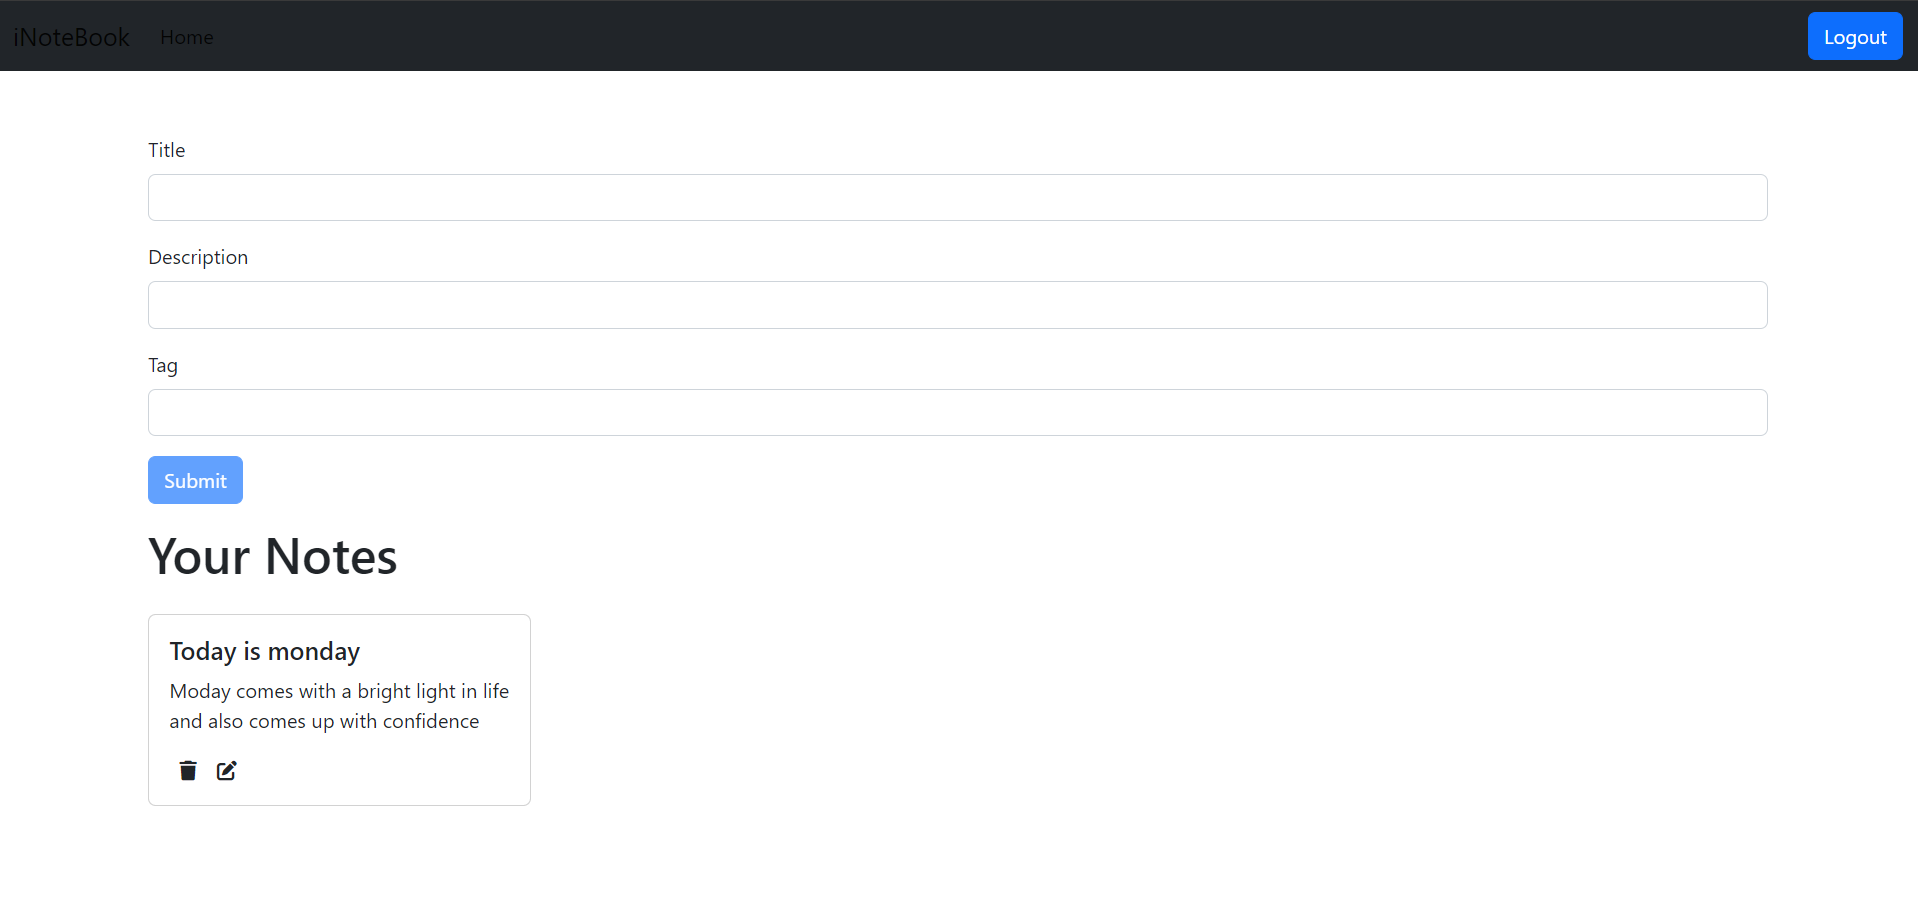 iNoteBook Home Logout
Title
Description
Tag
Submit
Your Notes
Today is monday
Moday comes with a bright light in life
and also comes up with confidence